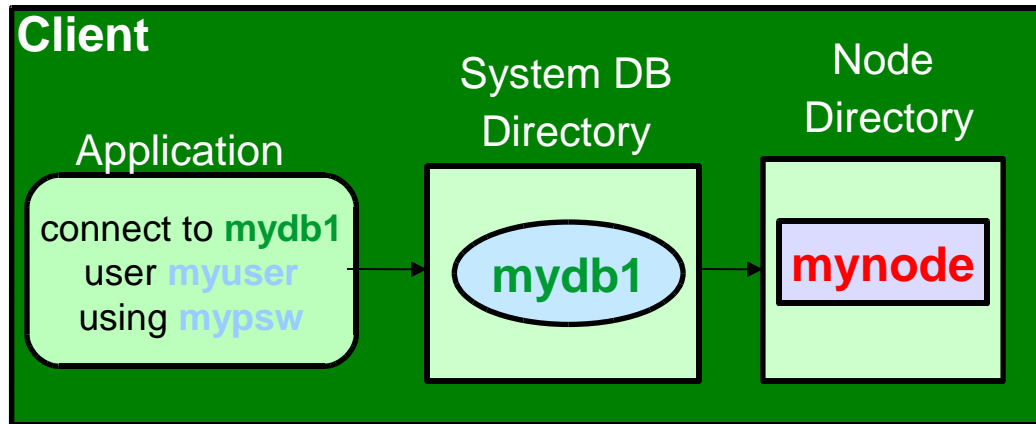 Client
Application
connect to mydb1
user myuser
using mypsw
System DB
Directory
mydb1
Node
Directory
mynode